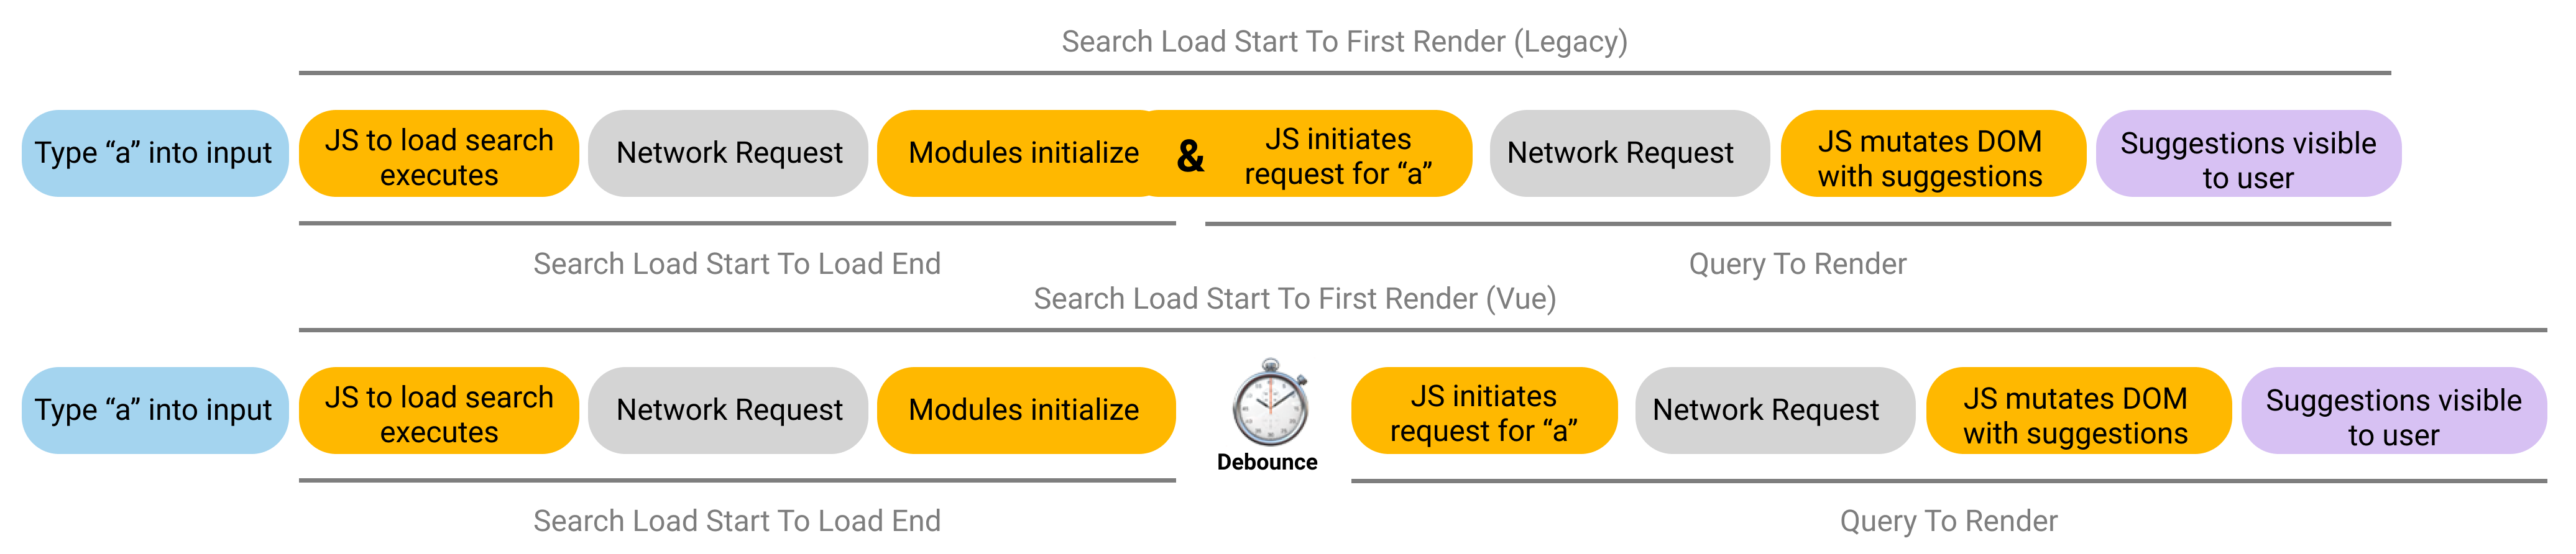 Search Load Start To First Render (Legacy)
Type “a” into input
JS to load search
executes
Network Request
Modules initialize
&
JS initiates
request for “a”
Network Request
JS mutates DOM
with suggestions
Suggestions visible
to user
Search Load Start To Load End
Query To Render
Search Load Start To First Render (Vue)
Type “a” into input
JS to load search
executes
Network Request
Modules initialize
Debounce
JS initiates
request for “a”
Network Request
JS mutates DOM
with suggestions
Suggestions visible
to user
Search Load Start To Load End
Query To Render